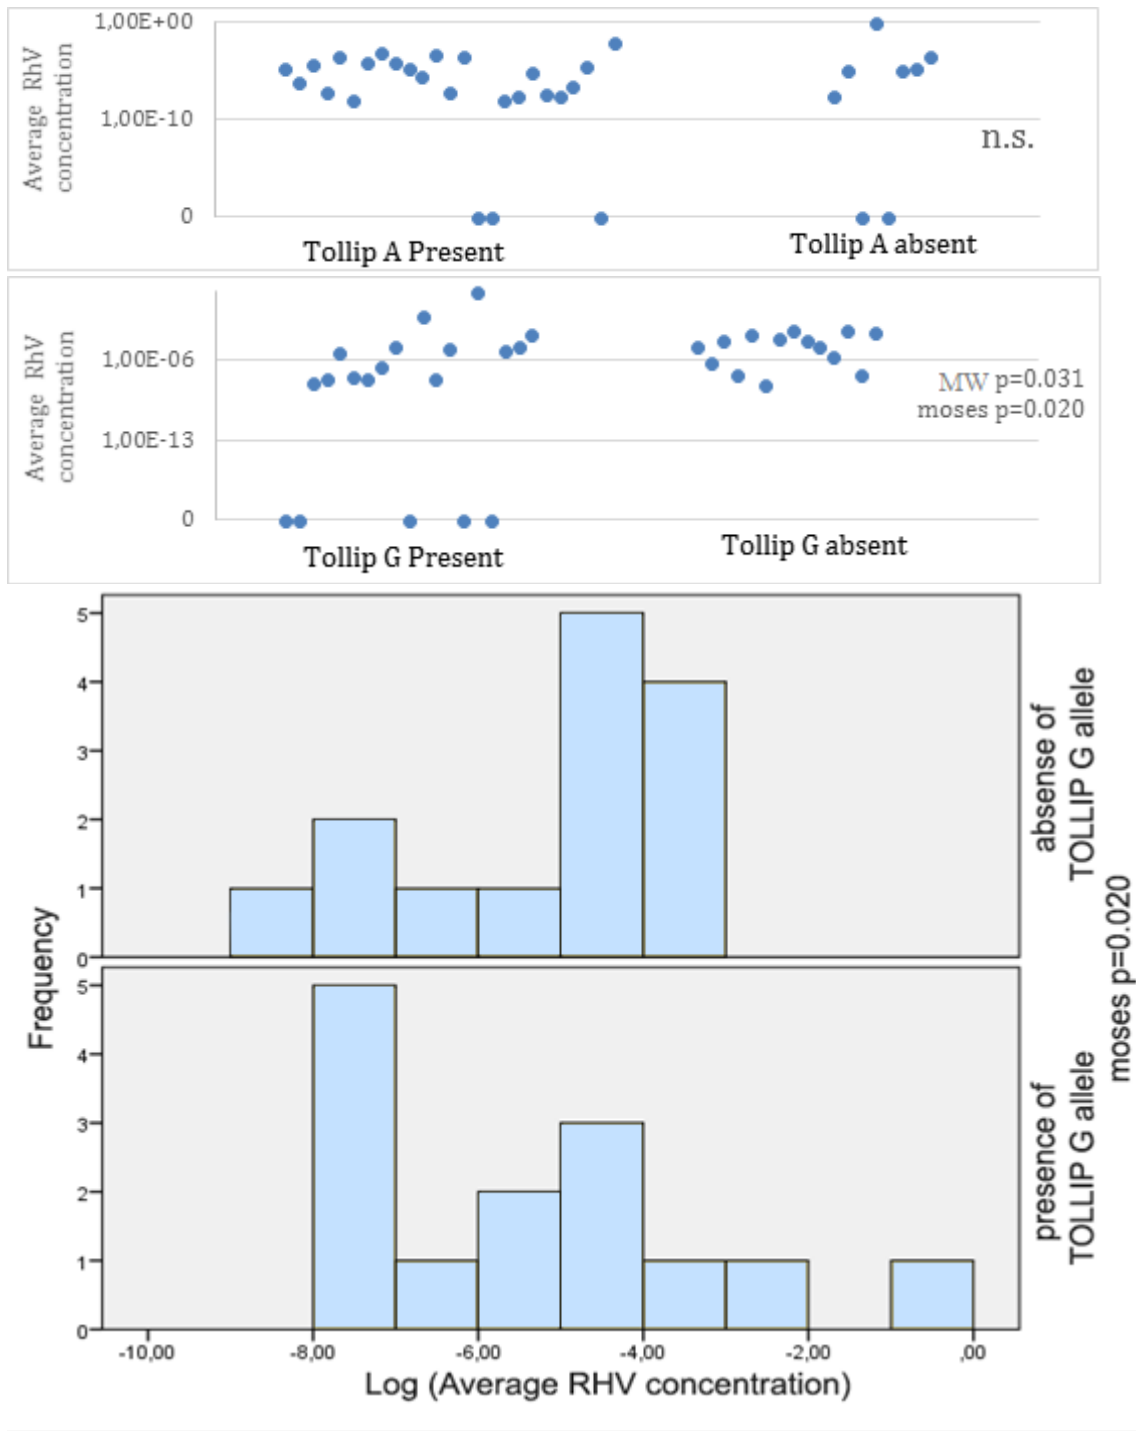 Average RhV
concentration
1,00E+00
1,00E-10
0
n.s.
Tollip A Present
Tollip A absent
Average RhV
concentration
1,00E-06
1,00E-13
0
MW p=0.031
moses p=0.020
Tollip G Present
Tollip G absent
Frequency
5
4
3
2
1
0
absense of
TOLLIP G allele
5
4
3
2
1
0
presence of
TOLLIP G allele
moses p=0.020
-10,00 -8,00 -6,00 -4,00 -2,00 ,00
Log (Average RHV concentration)